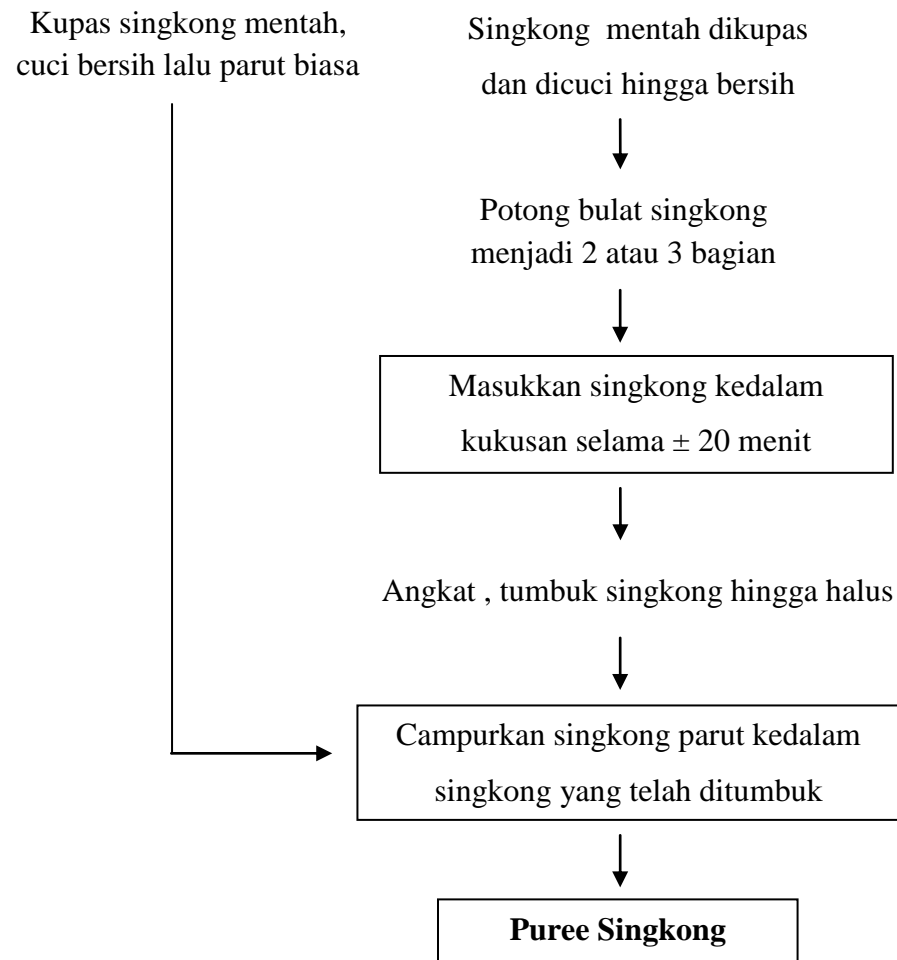 Kupas singkong mentah,
cuci bersih lalu parut biasa
Singkong mentah dikupas
dan dicuci hingga bersih
Potong bulat singkong
menjadi 2 atau 3 bagian
Masukkan singkong kedalam
kukusan selama ± 20 menit
Angkat , tumbuk singkong hingga halus
Campurkan singkong parut kedalam
singkong yang telah ditumbuk
Puree Singkong